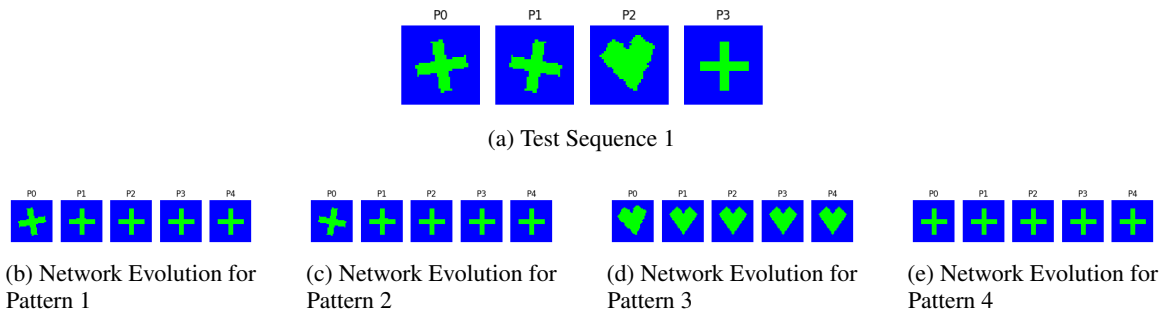 P0 P1 P2 P3
(a) Test Sequence 1
P0 P1 P2 P3 P4
(b) Network Evolution for
Pattern 1
P0 P1 P2 P3 P4
(c) Network Evolution for
Pattern 2
P0 P1 P2 P3 P4
(d) Network Evolution for
Pattern 3
P0 P1 P2 P3 P4
(e) Network Evolution for
Pattern 4